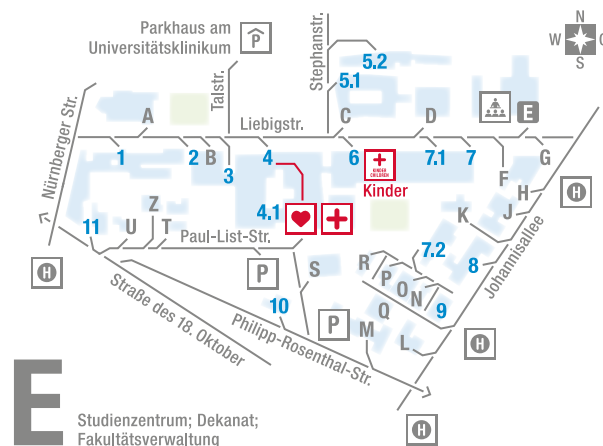 Parkhaus am
Universitätsklinikum
P
Talstr.
Stephanstr.
5.2
5.1
N
W
O
S
Nürnberger Str.
A
Liebigstr.
C
D
E
1
2
B
3
4
6
KINDER
CHILDREN
Kinder
7.1
7
F
G
H
J
H
K
Johannisallee
11
U
Z
T
4.1
Paul-List-Str.
P
S
R
P
O
N
7.2
8
9
H
Straße des 18. Oktober
10
Philipp-Rosenthal-Str.
P
Q
M
L
H
H
E
Studienzentrum; Dekanat;
Fakultätsverwaltung